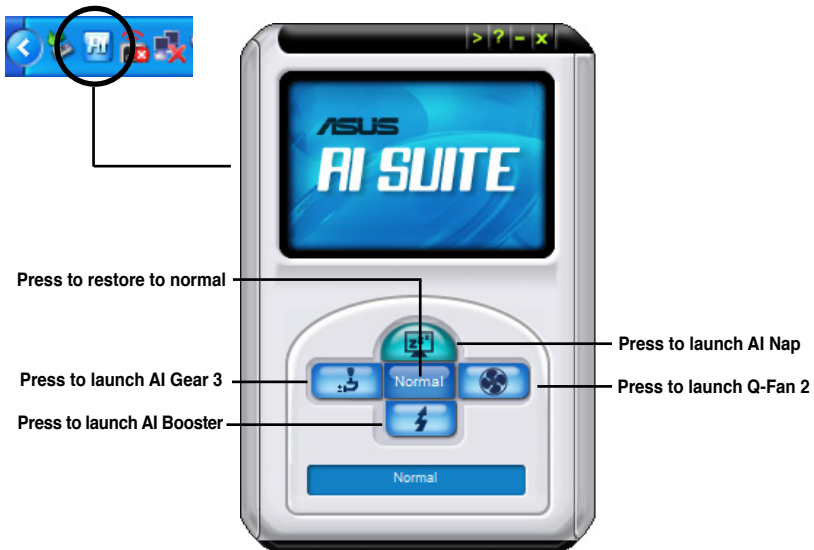 > ? - x
ASUS
AI SUITE
Press to restore to normal
zzz
Press to launch AI Nap
Press to launch AI Gear 3
±
Normal
Press to launch Q-Fan 2
Press to launch AI Booster
Normal